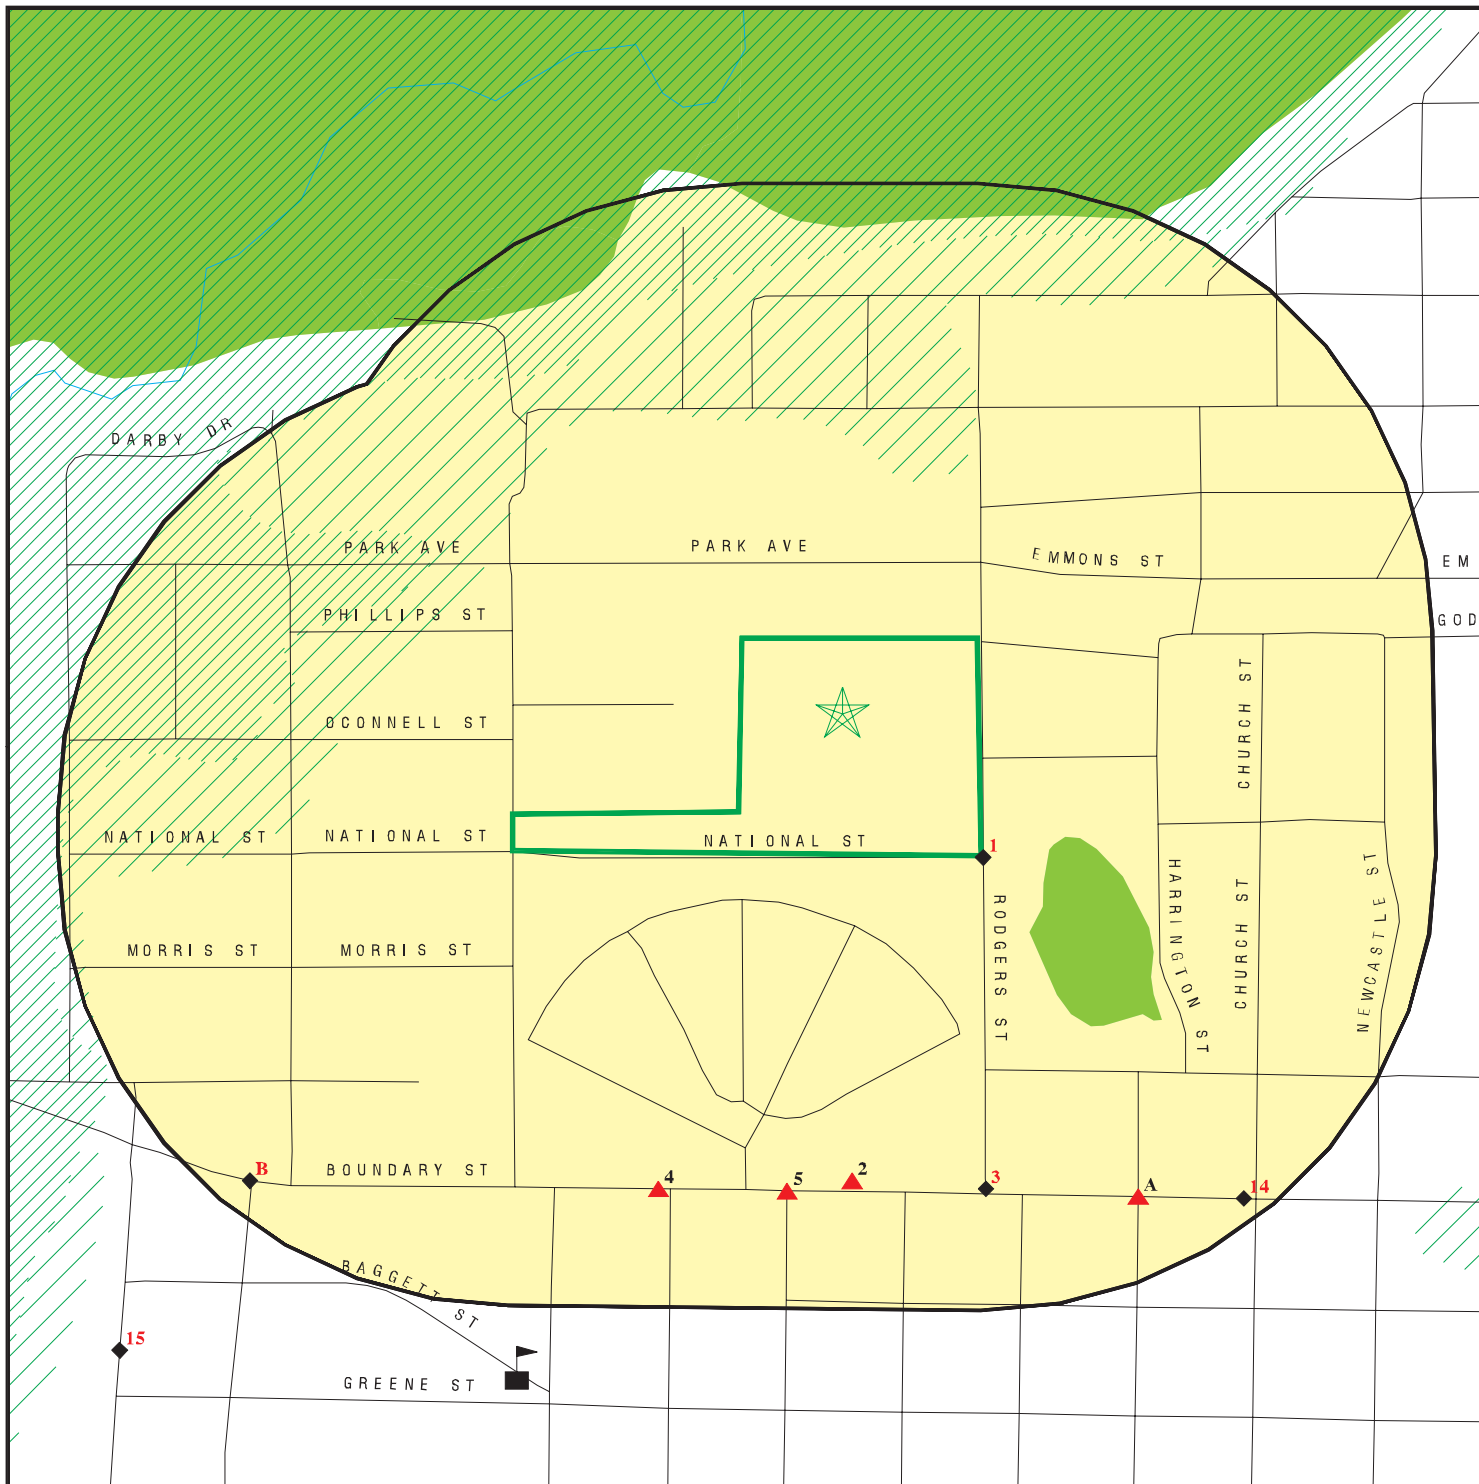 DARBY DR
PARK AVE
PARK AVE
EMMONS ST
EM
PHILLIPS ST
GOD
OCONNELL ST
CHURCH ST
NATIONAL ST
NATIONAL ST
NATIONAL ST
1
HARRINGTON ST
NEWCASTLE ST
RODGERS ST
CHURCH ST
MORRIS ST
MORRIS ST
B
BOUNDARY ST
4
5
2
3
A
14
BAGGETT ST
15
GREENE ST